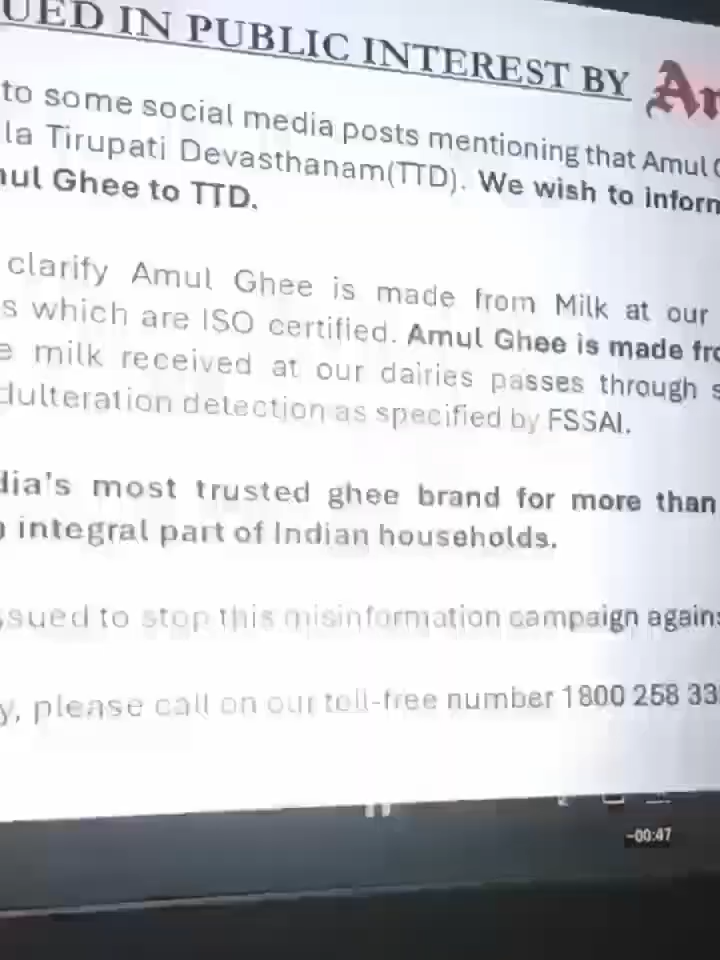 UED IN PUBLIC INTEREST BY Am
to some social media posts mentioning that Amul G
la Tirupati Devasthanam(TTD). We wish to inform
nul Ghee to TTD.
clarify Amul Ghee is made from Milk at our
s which are ISO certified. Amul Ghee is made fro
e milk received at our dairies passes through s
dulteration detection as specified by FSSAI.
dia's most trusted ghee brand for more than
n integral part of Indian households.
ssued to stop this misinformation campaign agains
y, please call on our toll-free number 1800 258 33
-00:47